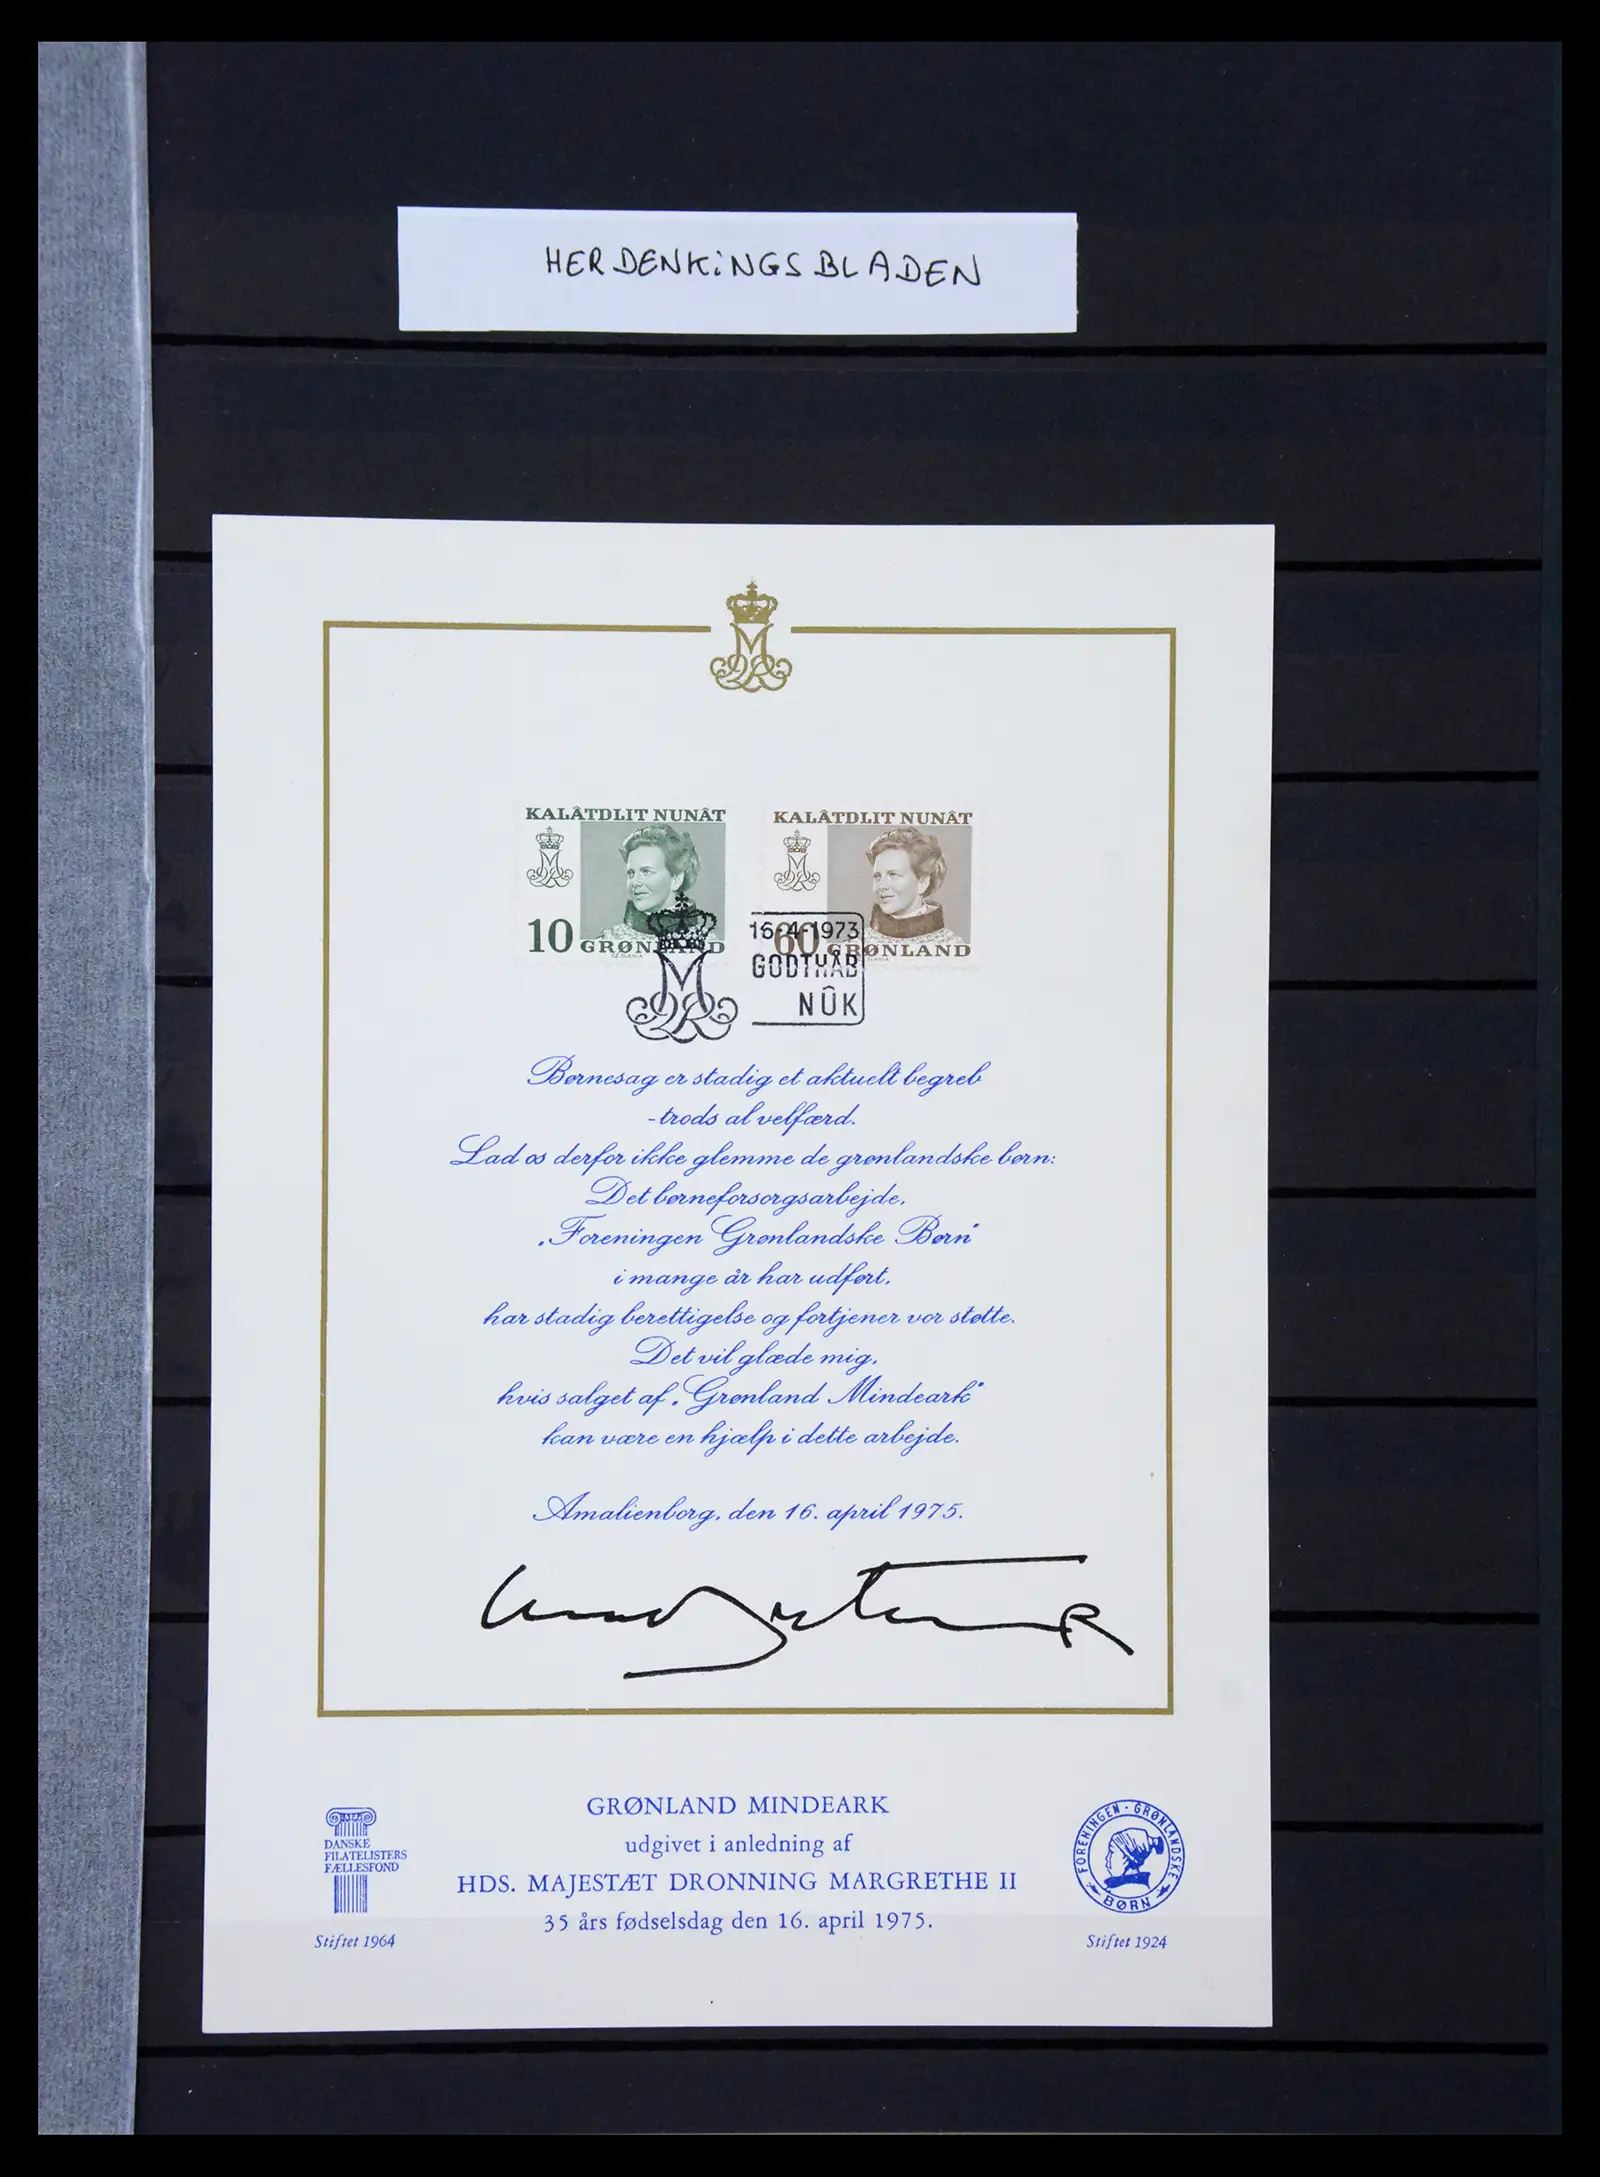 HERDENKINGSBLADEN
KALÂTDLIT NUNÂT
10 GRØNLAND
CZ.SLANIA
KALÂTDLIT NUNÂT
60 GRØNLAND
SLANIA
16-4-1973
GODTHÅB
NÛK
Børnesag er stadig et aktuelt begreb
-trods al velfærd.
Lad os derfor ikke glemme de grønlandske børn:
Det børneforsorgsarbejde,
„Foreningen Grønlandske Børn"
i mange år har udført,
har stadig berettigelse og fortjener vor støtte.
Det vil glæde mig,
hvis salget af „Grønland Mindeark"
kan være en hjælp i dette arbejde.
Amalienborg, den 16. april 1975.
Margrethe R
GRØNLAND MINDEARK
udgivet i anledning af
HDS. MAJESTÆT DRONNING MARGRETHE II
35 års fødselsdag den 16. april 1975.
DANSKE
FILATELISTERS
FÆLLESFOND
Stiftet 1964
FORENINGEN · GRØNLANDSKE
BØRN
Stiftet 1924